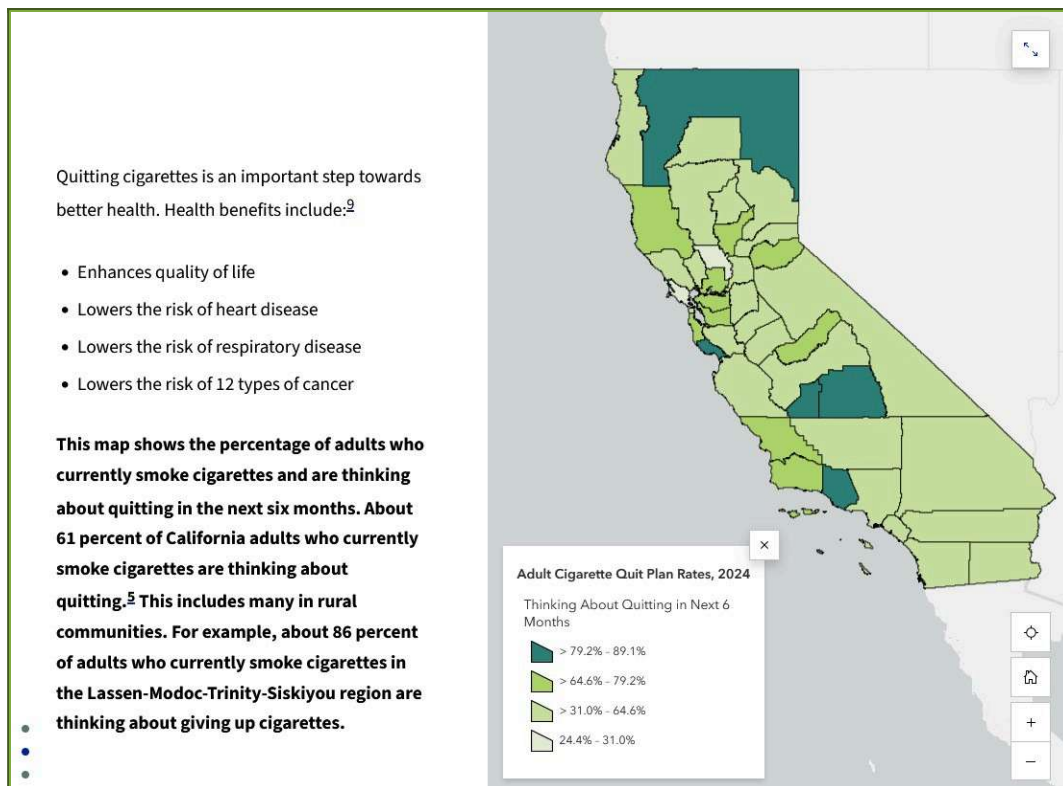 Quitting cigarettes is an important step towards
better health. Health benefits include:9
• Enhances quality of life
• Lowers the risk of heart disease
• Lowers the risk of respiratory disease
• Lowers the risk of 12 types of cancer
This map shows the percentage of adults who
currently smoke cigarettes and are thinking
about quitting in the next six months. About
61 percent of California adults who currently
smoke cigarettes are thinking about
quitting.5 This includes many in rural
communities. For example, about 86 percent
of adults who currently smoke cigarettes in
the Lassen-Modoc-Trinity-Siskiyou region are
thinking about giving up cigarettes.
Adult Cigarette Quit Plan Rates, 2024
Thinking About Quitting in Next 6
Months
> 79.2% - 89.1%
> 64.6% - 79.2%
> 31.0% - 64.6%
24.4% - 31.0%